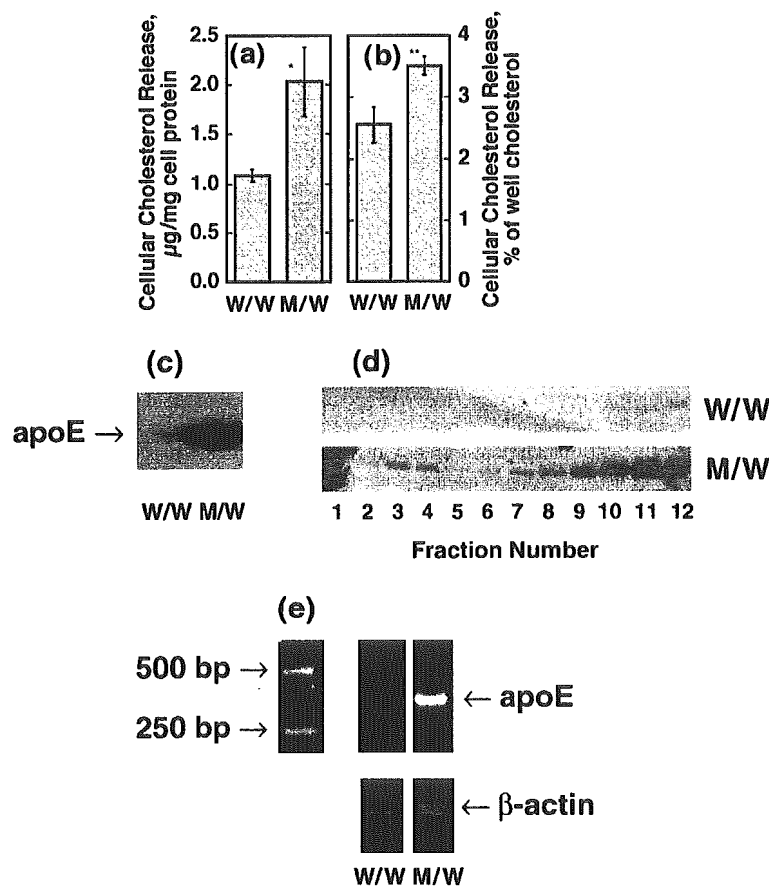 Cellular Cholesterol Release,
µg/mg cell protein
2.5
2.0
1.5
1.0
0.5
0.0
(a)
*
W/W M/W
(b)
**
W/W M/W
4
3
2
1
0
Cellular Cholesterol Release,
% of well cholesterol
(c)
apoE →
W/W M/W
(d)
W/W
M/W
1 2 3 4 5 6 7 8 9 10 11 12
Fraction Number
(e)
500 bp →
250 bp →
← apoE
← β-actin
W/W M/W